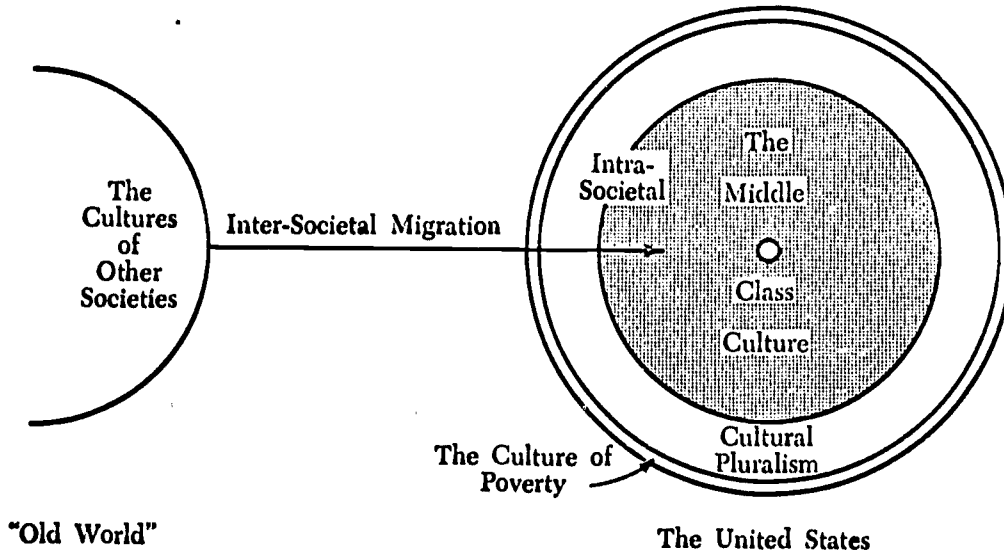 The
Cultures
of
Other
Societies
Inter-Societal Migration
Intra-
Societal
The
Middle
Class
Culture
Cultural
Pluralism
The Culture of
Poverty
"Old World"
The United States